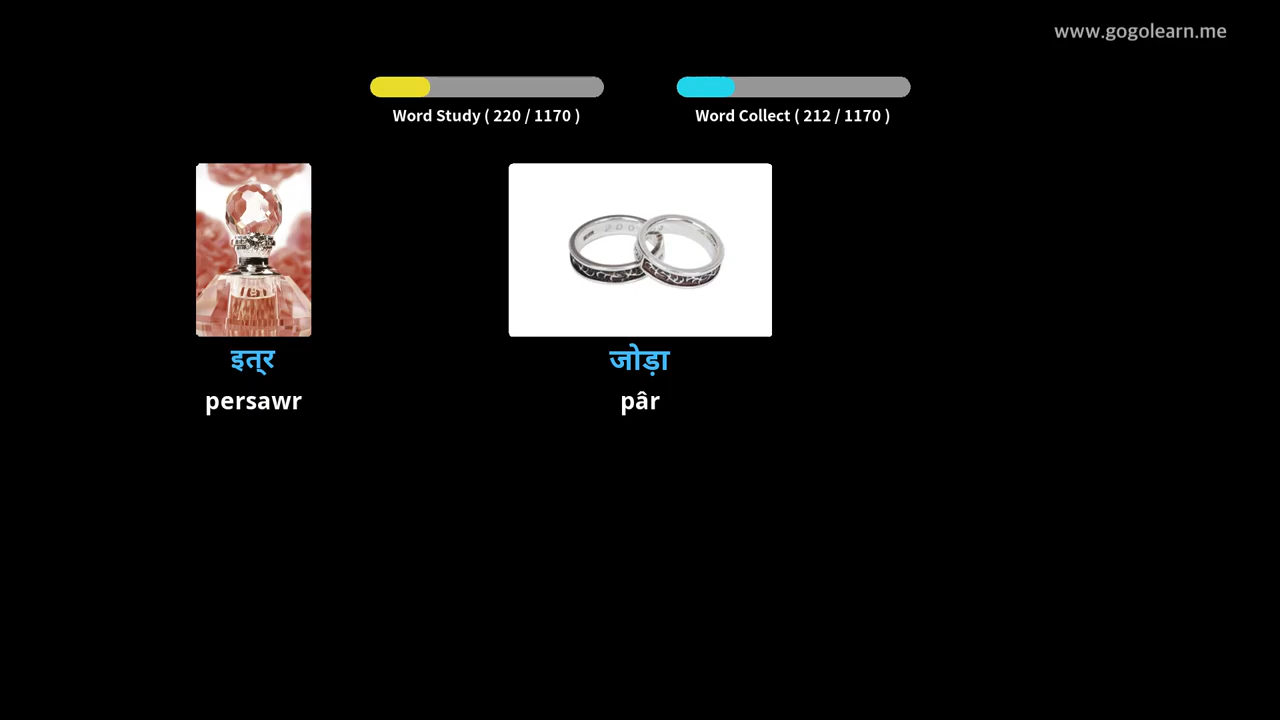 www.gogolearn.me
Word Study ( 220 / 1170 )
Word Collect ( 212 / 1170 )
इत्र
जोड़ा
persawr
pâr